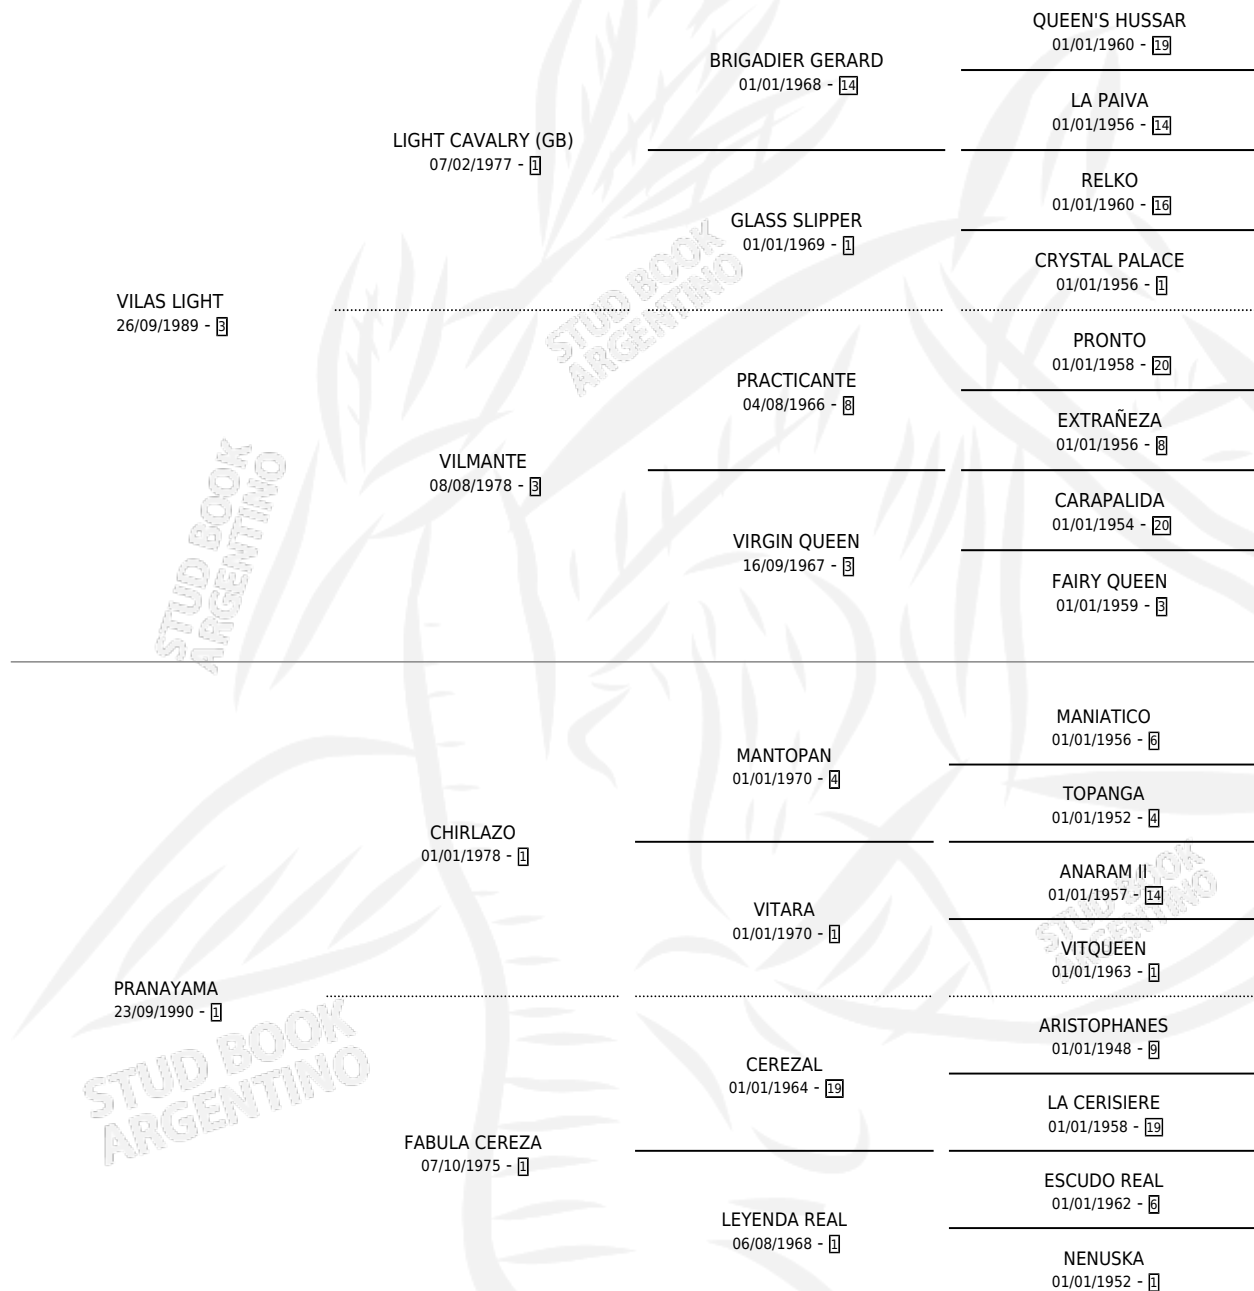 QUEEN'S HUSSAR
01/01/1960 - 19
BRIGADIER GERARD
01/01/1968 - 14
LA PAIVA
01/01/1956 - 14
LIGHT CAVALRY (GB)
07/02/1977 - 1
RELKO
01/01/1960 - 16
GLASS SLIPPER
01/01/1969 - 1
CRYSTAL PALACE
01/01/1956 - 1
VILAS LIGHT
26/09/1989 - 3
PRONTO
01/01/1958 - 20
PRACTICANTE
04/08/1966 - 8
EXTRAÑEZA
01/01/1956 - 8
VILMANTE
08/08/1978 - 3
CARAPALIDA
01/01/1954 - 20
VIRGIN QUEEN
16/09/1967 - 3
FAIRY QUEEN
01/01/1959 - 3
MANIATICO
01/01/1956 - 6
MANTOPAN
01/01/1970 - 4
TOPANGA
01/01/1952 - 4
CHIRLAZO
01/01/1978 - 1
ANARAM II
01/01/1957 - 14
VITARA
01/01/1970 - 1
VITQUEEN
01/01/1963 - 1
PRANAYAMA
23/09/1990 - 1
ARISTOPHANES
01/01/1948 - 9
CEREZAL
01/01/1964 - 19
LA CERISIERE
01/01/1958 - 19
FABULA CEREZA
07/10/1975 - 1
ESCUDO REAL
01/01/1962 - 6
LEYENDA REAL
06/08/1968 - 1
NENUSKA
01/01/1952 - 1
STUD BOOK
ARGENTINO
STUD BOOK
ARGENTINO
STUD BOOK
ARGENTINO
STUD BOOK
ARGENTINO